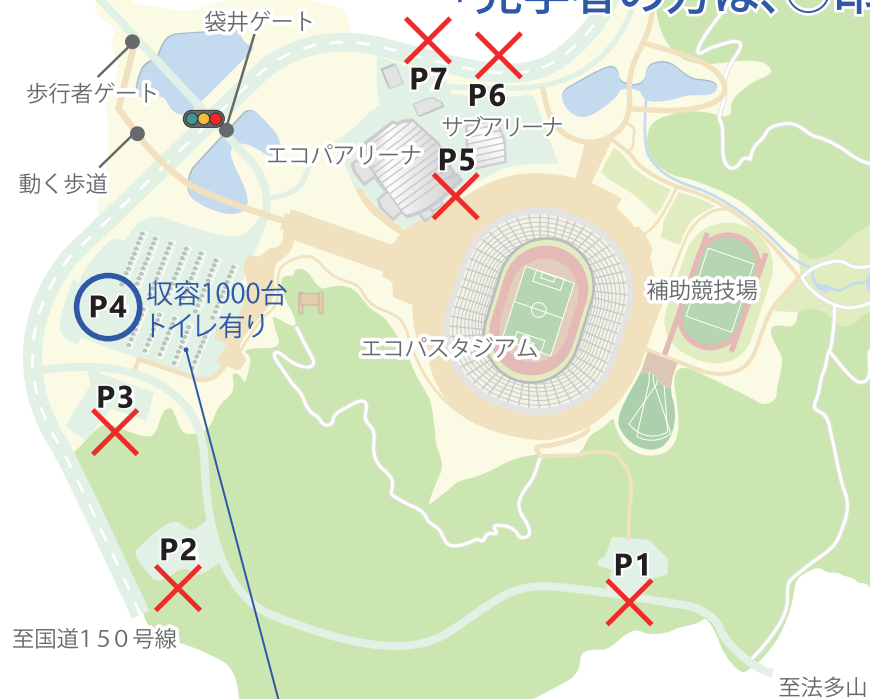 袋井ゲート
歩行者ゲート
動く歩道
P7
P6
サブアリーナ
エコパアリーナ
P5
P4
収容1000台
トイレ有り
補助競技場
エコパスタジアム
P3
P2
P1
至国道150号線
至法多山